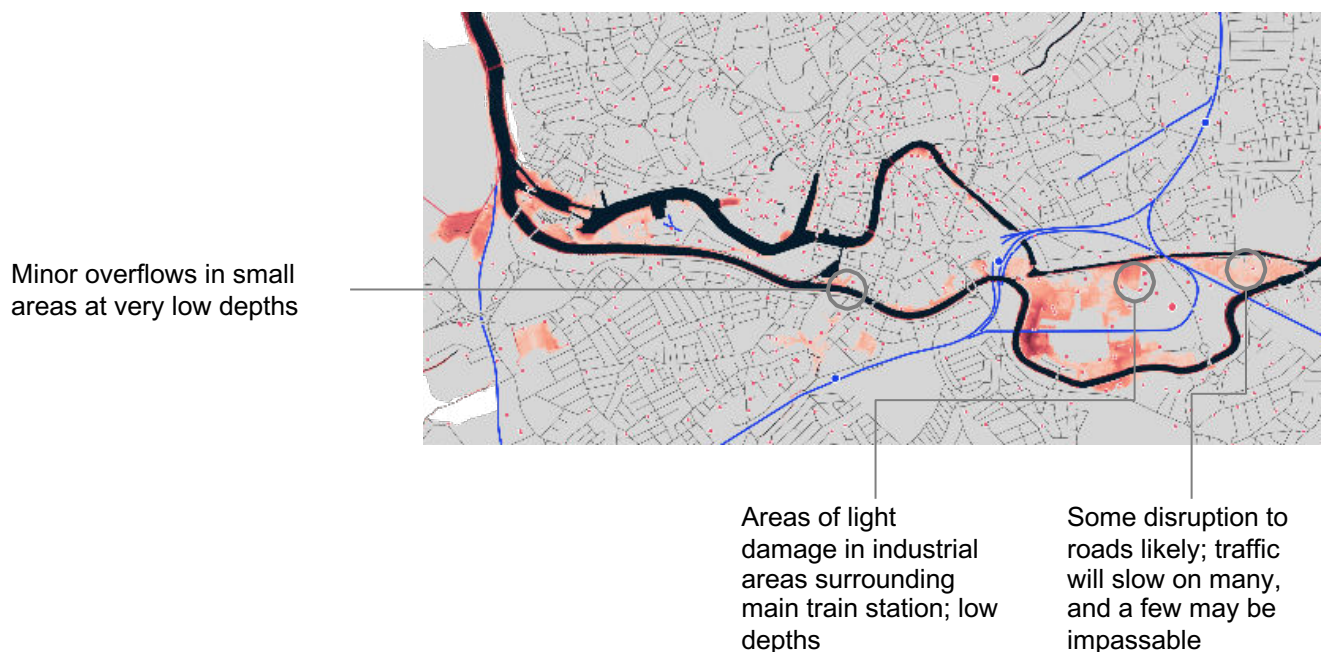 Minor overflows in small
areas at very low depths
Areas of light
damage in industrial
areas surrounding
main train station; low
depths
Some disruption to
roads likely; traffic
will slow on many,
and a few may be
impassable